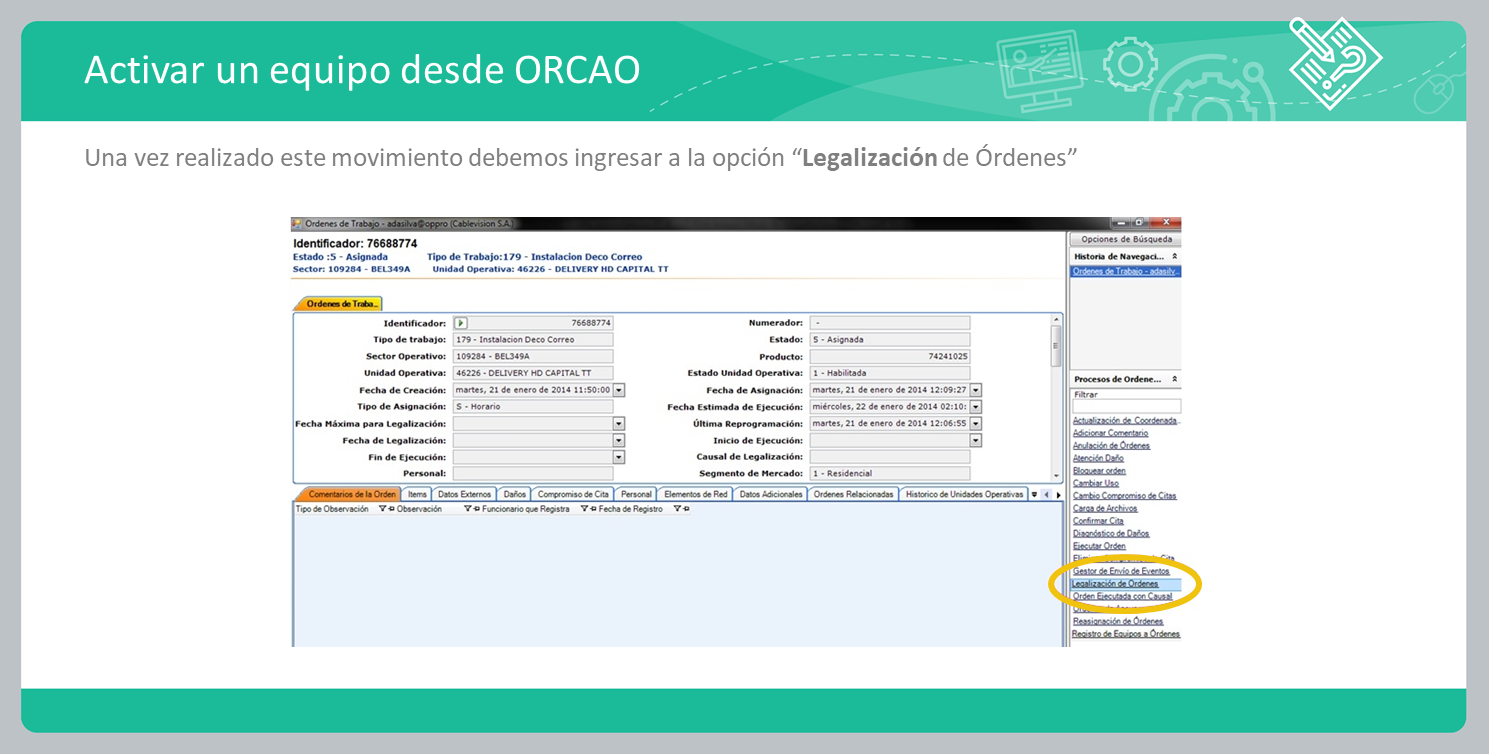 Activar un equipo desde ORCAO
Una vez realizado este movimiento debemos ingresar a la opción “Legalización de Órdenes”
Ordenes de Trabajo - adasilva@oppro (Cablevision S.A)
Identificador: 76688774
Estado :5 - Asignada Tipo de Trabajo:179 - Instalacion Deco Correo
Sector: 109284 - BEL349A Unidad Operativa: 46226 - DELIVERY HD CAPITAL TT
Ordenes de Traba...
Identificador: 76688774 Numerador: -
Tipo de trabajo: 179 - Instalacion Deco Correo Estado: 5 - Asignada
Sector Operativo: 109284 - BEL349A Producto: 74241025
Unidad Operativa: 46226 - DELIVERY HD CAPITAL TT Estado Unidad Operativa: 1 - Habilitada
Fecha de Creación: martes, 21 de enero de 2014 11:50:00 Fecha de Asignación: martes, 21 de enero de 2014 12:09:27
Tipo de Asignación: S - Horario Fecha Estimada de Ejecución: miércoles, 22 de enero de 2014 02:10:
Fecha Máxima para Legalización: Última Reprogramación: martes, 21 de enero de 2014 12:06:55
Fecha de Legalización: Inicio de Ejecución:
Fin de Ejecución: Causal de Legalización:
Personal: Segmento de Mercado: 1 - Residencial
Comentarios de la Orden Items Datos Externos Daños Compromiso de Cita Personal Elementos de Red Datos Adicionales Ordenes Relacionadas Historico de Unidades Operativas
Tipo de Observación Observación Funcionario que Registra Fecha de Registro
Opciones de Búsqueda
Historia de Navegaci...
Ordenes de Trabajo - adasilv...
Procesos de Ordene...
Filtrar
Actualización de Coordenada...
Adicionar Comentario
Anulación de Órdenes
Atención Daño
Bloquear orden
Cambiar Uso
Cambio Compromiso de Citas
Carga de Archivos
Confirmar Cita
Diagnóstico de Daños
Ejecutar Orden
Gestor de Envío de Eventos
Legalización de Ordenes
Orden Ejecutada con Causal
Reasignación de Órdenes
Registro de Equipos a Órdenes